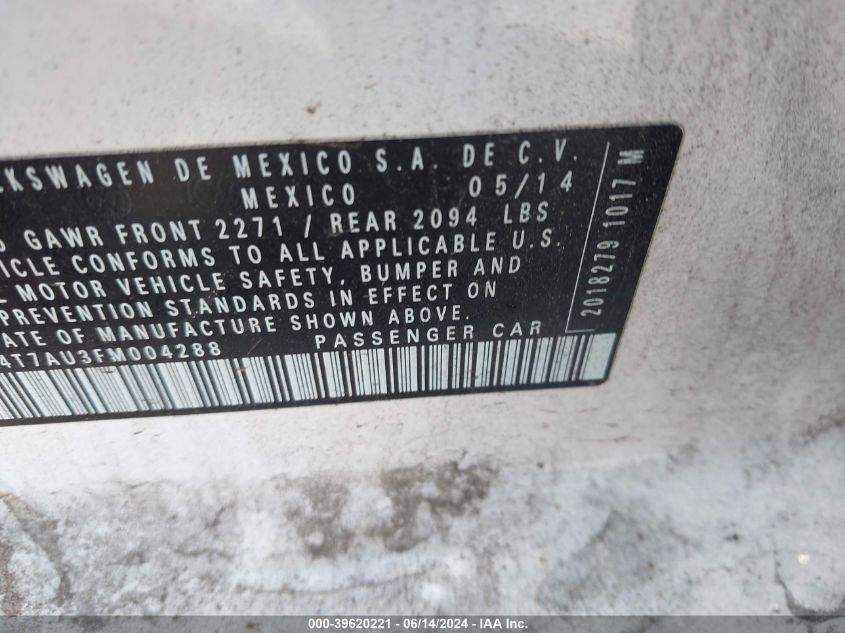 LKSWAGEN DE MEXICO S.A. DE C.V.
MEXICO 05/14
GAWR FRONT 2271 / REAR 2094 LBS
ICLE CONFORMS TO ALL APPLICABLE U.S.
L MOTOR VEHICLE SAFETY, BUMPER AND
PREVENTION STANDARDS IN EFFECT ON
ATE OF MANUFACTURE SHOWN ABOVE.
4T7AU3FM004288 PASSENGER CAR
2018279 1017 M
000-39620221 - 06/14/2024 - IAA Inc.